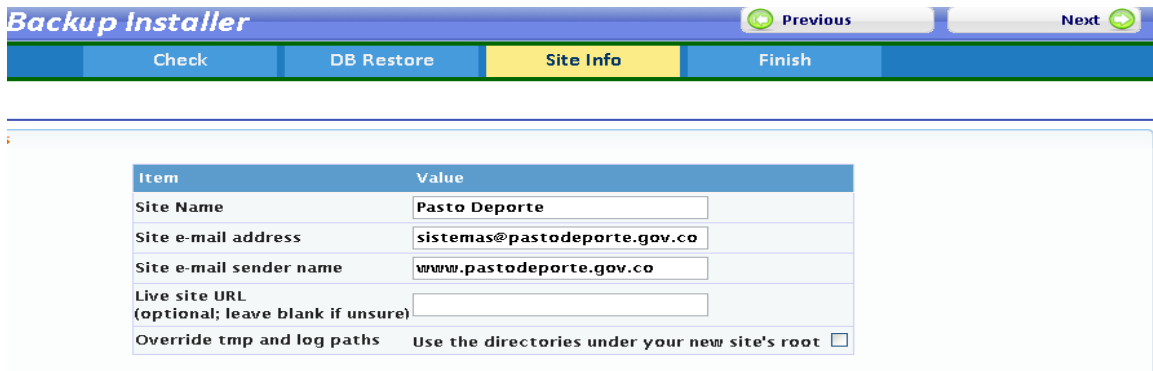 Backup Installer
Previous
Next
Check
DB Restore
Site Info
Finish
Item
Value
Site Name
Pasto Deporte
Site e-mail address
sistemas@pastodeporte.gov.co
Site e-mail sender name
www.pastodeporte.gov.co
Live site URL
(optional; leave blank if unsure)
Override tmp and log paths
Use the directories under your new site's root